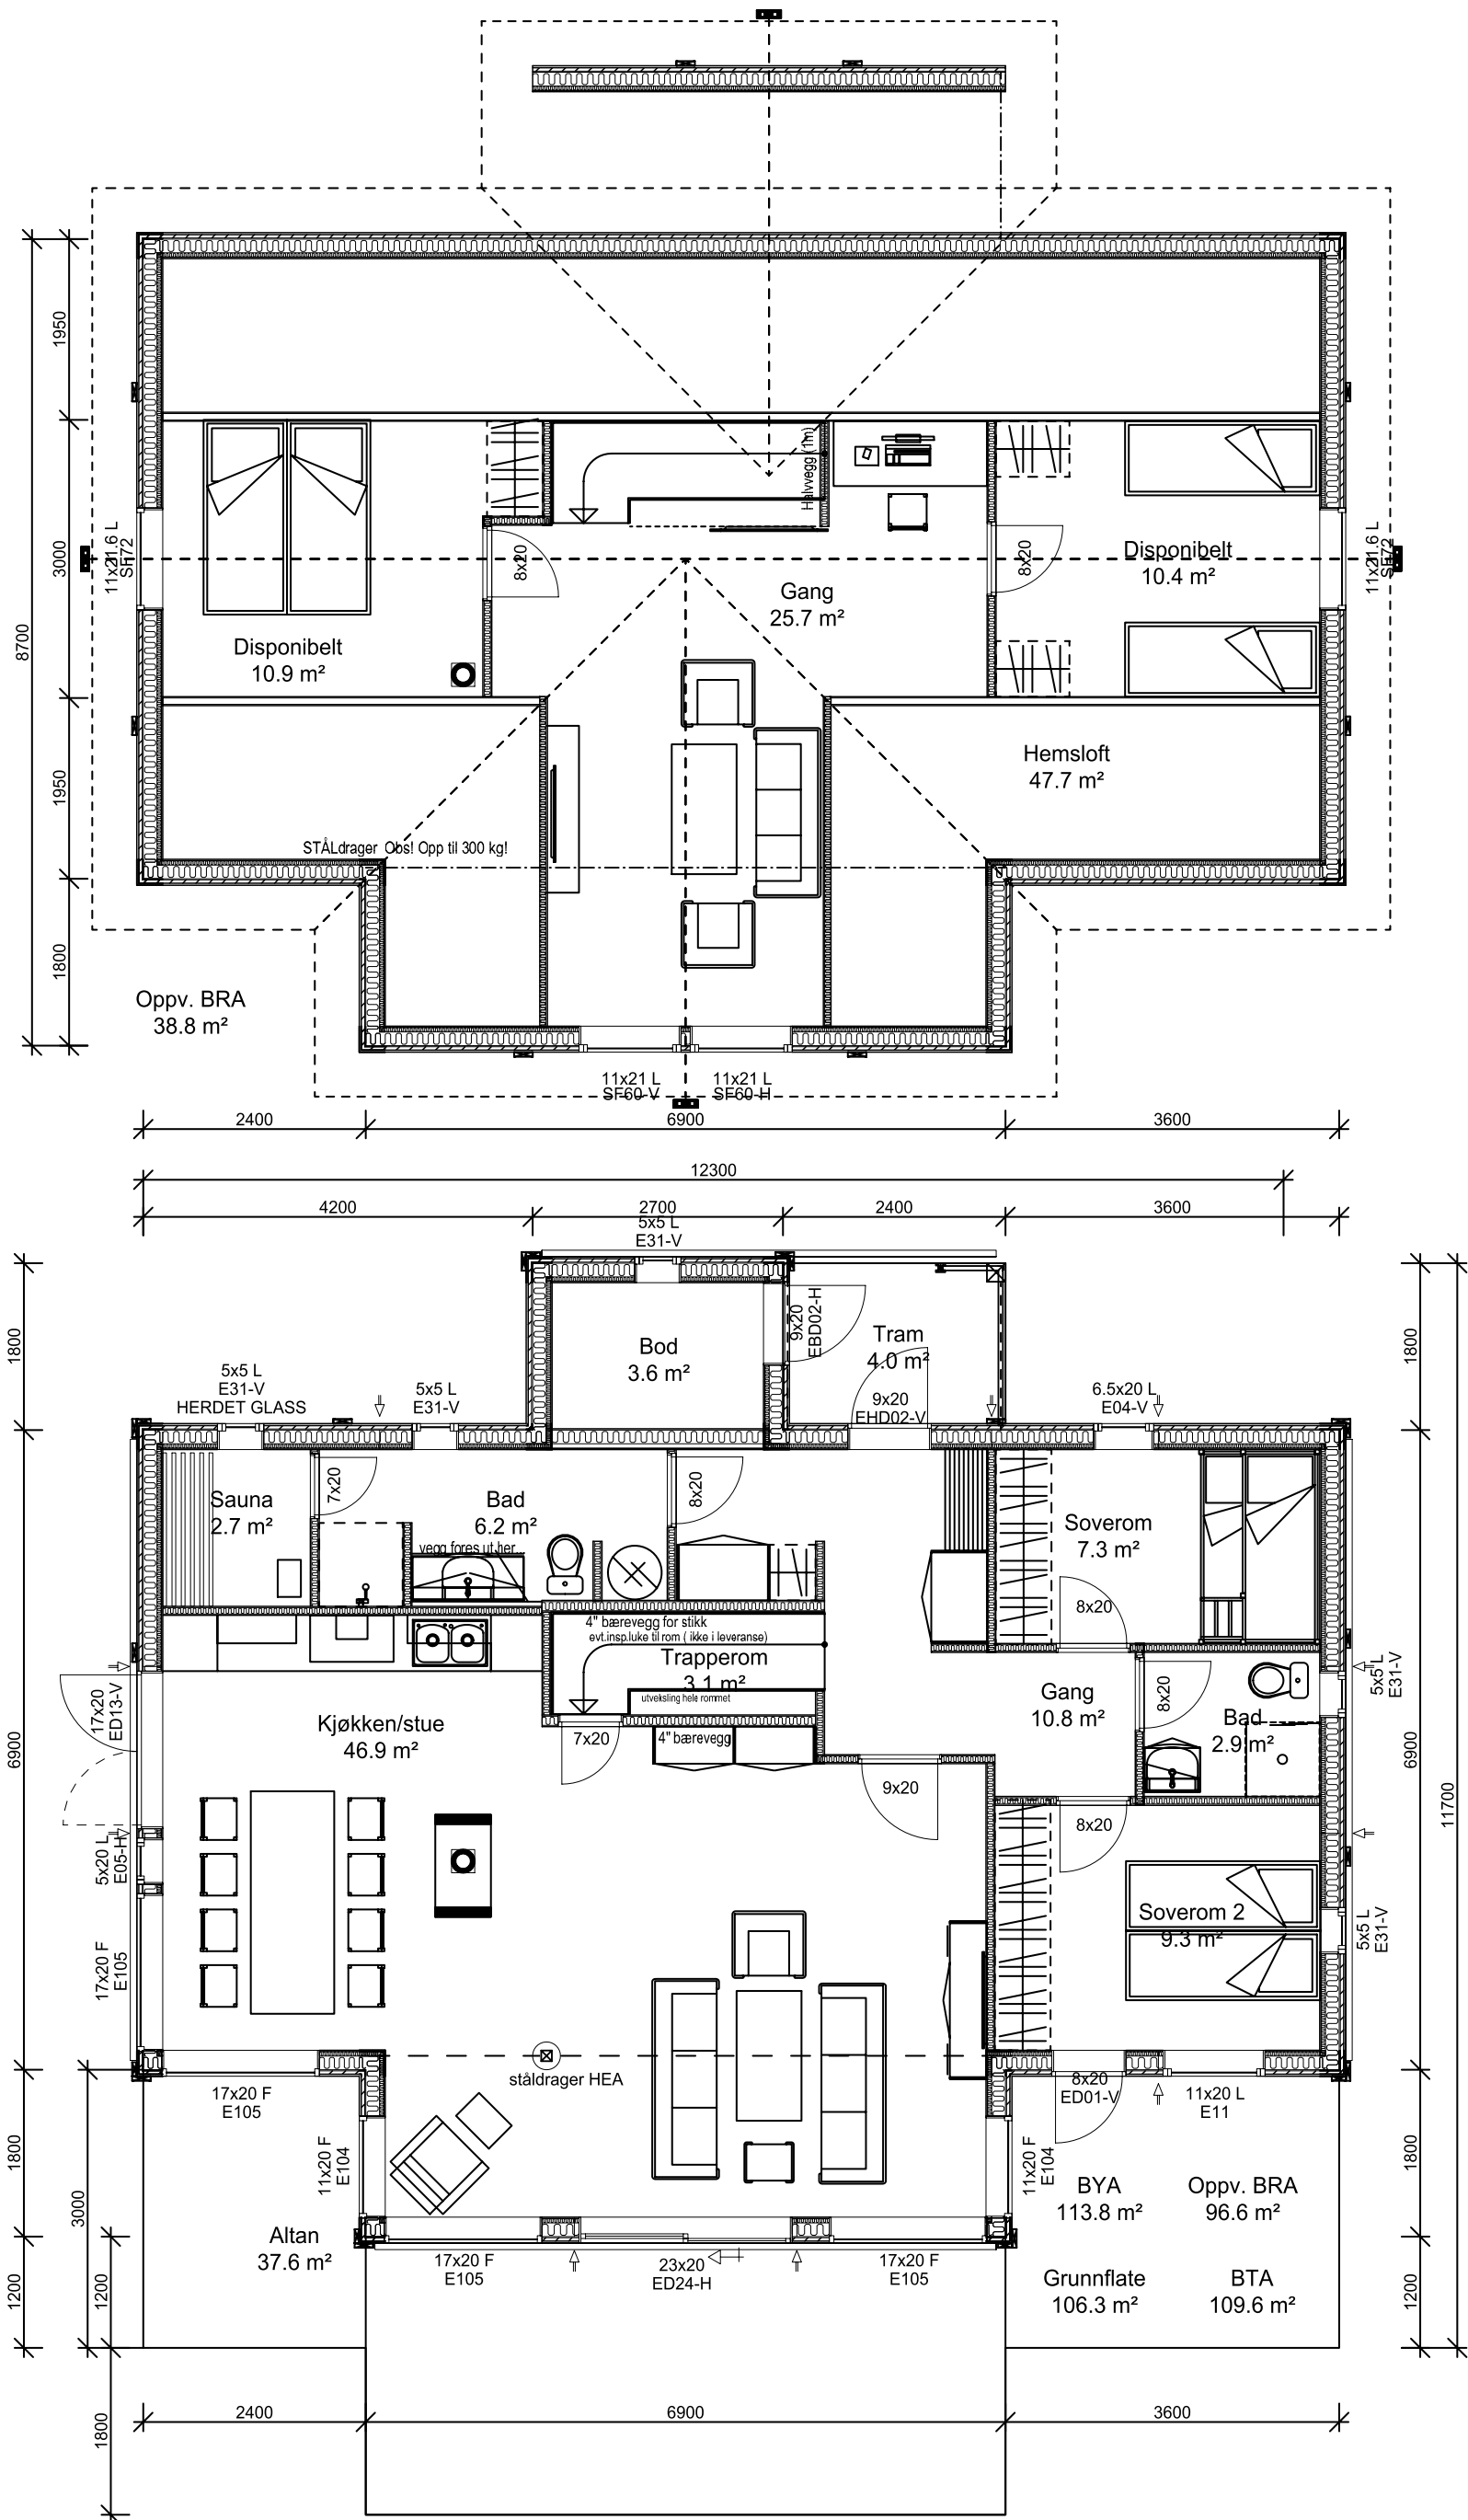 8700
1950
3000
1950
1800
11x21.6 L
SF72
8x20
Halvvegg (1m)
8x20
Disponibelt
10.4 m²
11x21.6 L
SF72
Gang
25.7 m²
Disponibelt
10.9 m²
Hemsloft
47.7 m²
STÅLdrager Obs! Opp til 300 kg!
Oppv. BRA
38.8 m²
11x21 L
SF60-V
11x21 L
SF60-H
2400
6900
3600
12300
4200
2700
2400
3600
5x5 L
E31-V
1800
6900
1800
1200
3000
1200
1800
5x5 L
E31-V
HERDET GLASS
5x5 L
E31-V
Bod
3.6 m²
9x20
EBD02-H
Tram
4.0 m²
9x20
EHD02-V
6.5x20 L
E04-V
1800
6900
11700
1800
1200
Sauna
2.7 m²
7x20
Bad
6.2 m²
vegg fores ut her...
8x20
Soverom
7.3 m²
8x20
4" bærevegg for stikk
evt.insp.luke til rom ( ikke i leveranse)
Trapperom
3.1 m²
utveksling hele rommet
7x20
4" bærevegg
17x20
ED13-V
Kjøkken/stue
46.9 m²
Gang
10.8 m²
8x20
Bad
2.9 m²
5x5 L
E31-V
9x20
8x20
5x20 L
E05-H
17x20 F
E105
Soverom 2
9.3 m²
5x5 L
E31-V
ståldrager HEA
17x20 F
E105
8x20
ED01-V
11x20 L
E11
11x20 F
E104
11x20 F
E104
BYA
113.8 m²
Oppv. BRA
96.6 m²
Altan
37.6 m²
17x20 F
E105
23x20
ED24-H
17x20 F
E105
Grunnflate
106.3 m²
BTA
109.6 m²
2400
6900
3600